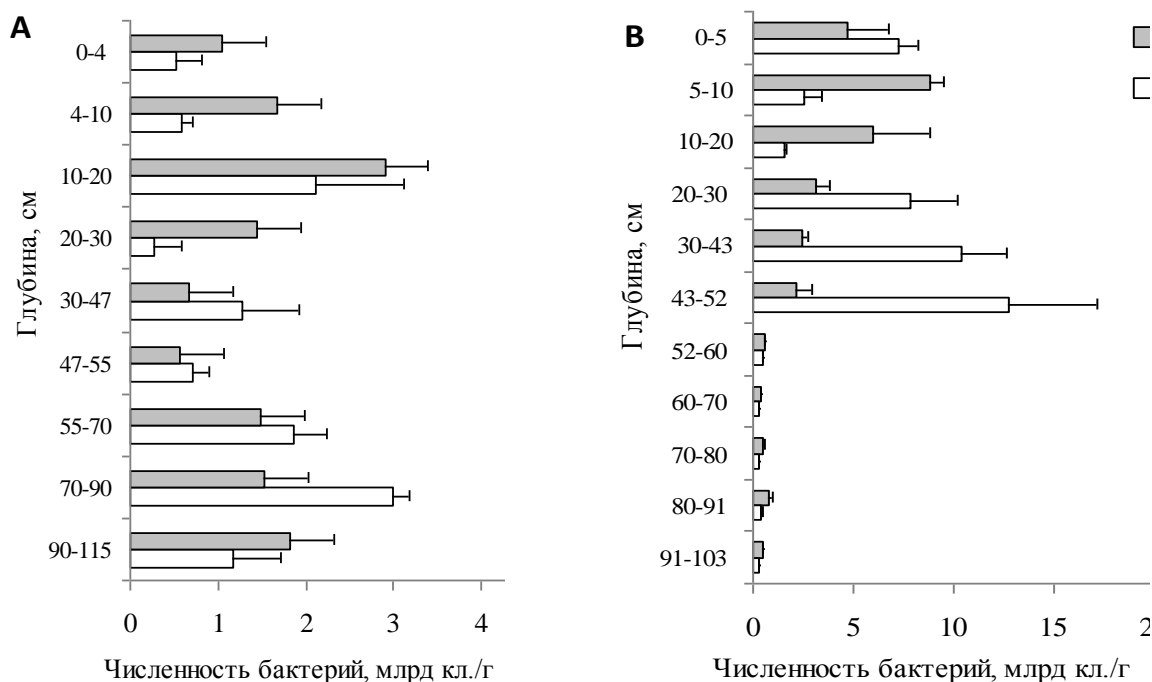 А
Глубина, см
0-4
4-10
10-20
20-30
30-47
47-55
55-70
70-90
90-115
0 1 2 3 4
Численность бактерий, млрд кл./г
В
Глубина, см
0-5
5-10
10-20
20-30
30-43
43-52
52-60
60-70
70-80
80-91
91-103
0 5 10 15 2
Численность бактерий, млрд кл./г